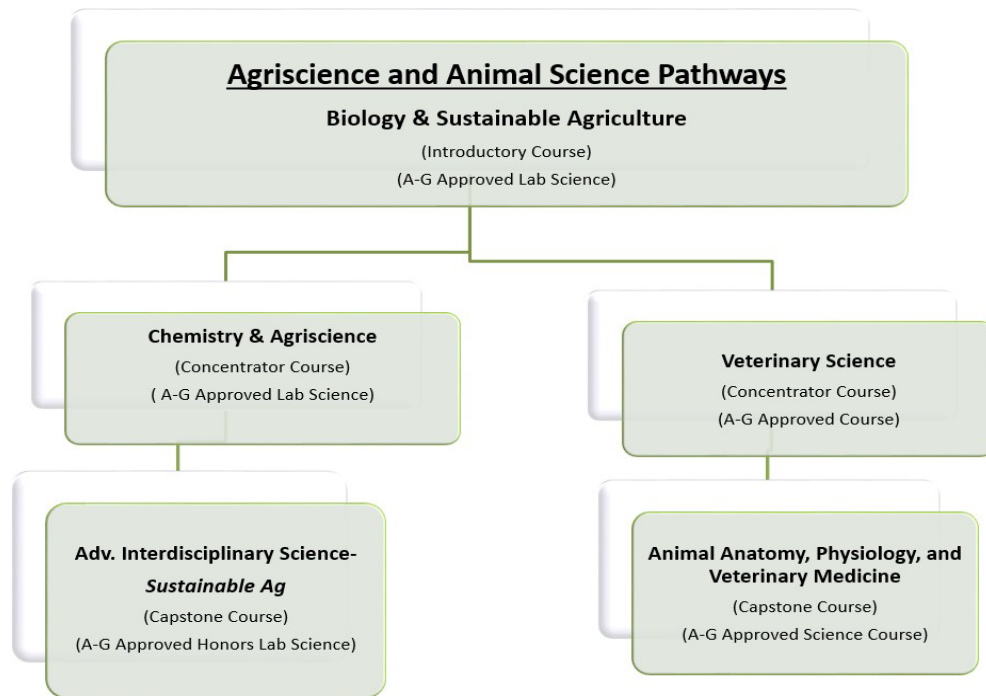 Agriscience and Animal Science Pathways
Biology & Sustainable Agriculture
(Introductory Course)
(A-G Approved Lab Science)
Chemistry & Agriscience
(Concentrator Course)
( A-G Approved Lab Science)
Veterinary Science
(Concentrator Course)
(A-G Approved Course)
Adv. Interdisciplinary Science-
Sustainable Ag
(Capstone Course)
(A-G Approved Honors Lab Science)
Animal Anatomy, Physiology, and
Veterinary Medicine
(Capstone Course)
(A-G Approved Science Course)